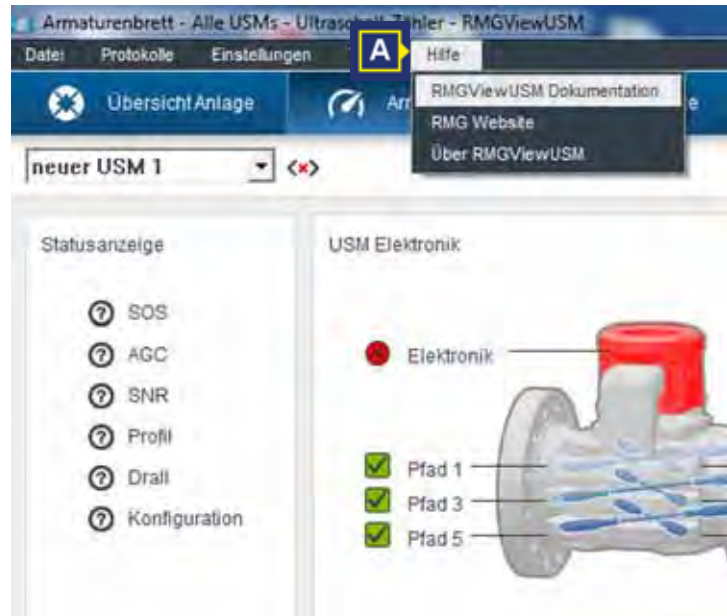 Armaturenbrett - Alle USMs - Ultraschall-Zähler - RMGViewUSM
Datei Protokolle Einstellungen A Hilfe
Übersicht Anlage
RMGViewUSM Dokumentation
RMG Website
Über RMGViewUSM
neuer USM 1
Statusanzeige
SOS
AGC
SNR
Profil
Drall
Konfiguration
USM Elektronik
Elektronik
Pfad 1
Pfad 3
Pfad 5